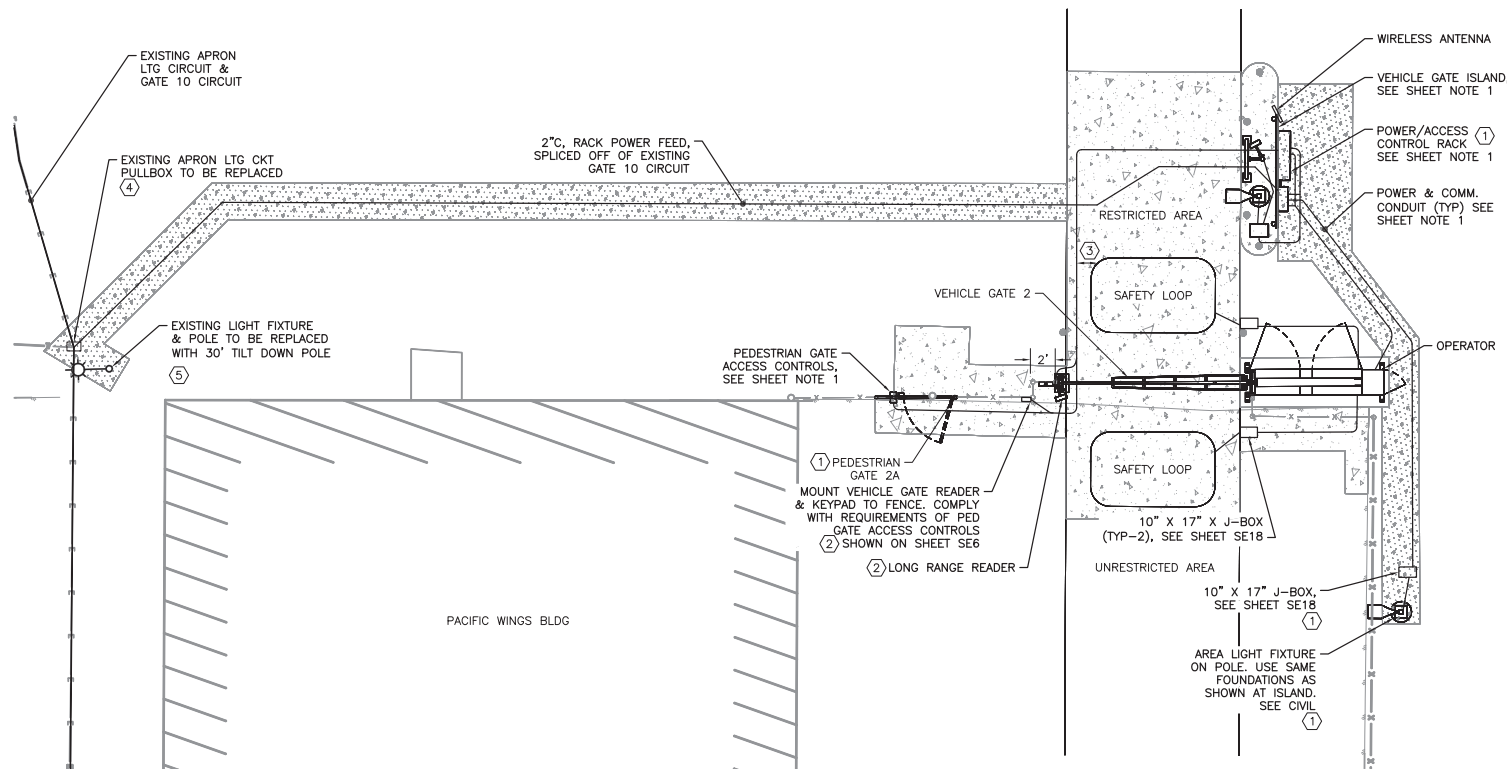 EXISTING APRON
LTG CIRCUIT &
GATE 10 CIRCUIT
EXISTING APRON LTG CKT
PULLBOX TO BE REPLACED
4
2"C, RACK POWER FEED,
SPLICED OFF OF EXISTING
GATE 10 CIRCUIT
WIRELESS ANTENNA
VEHICLE GATE ISLAND
SEE SHEET NOTE 1
POWER/ACCESS 1
CONTROL RACK
SEE SHEET NOTE 1
POWER & COMM.
CONDUIT (TYP) SEE
SHEET NOTE 1
RESTRICTED AREA
3
SAFETY LOOP
VEHICLE GATE 2
EXISTING LIGHT FIXTURE
& POLE TO BE REPLACED
WITH 30' TILT DOWN POLE
5
PEDESTRIAN GATE
ACCESS CONTROLS,
SEE SHEET NOTE 1
2'
OPERATOR
1 PEDESTRIAN
GATE 2A
SAFETY LOOP
MOUNT VEHICLE GATE READER
& KEYPAD TO FENCE. COMPLY
WITH REQUIREMENTS OF PED
GATE ACCESS CONTROLS
2 SHOWN ON SHEET SE6
2 LONG RANGE READER
10" X 17" X J-BOX
(TYP-2), SEE SHEET SE18
UNRESTRICTED AREA
10" X 17" J-BOX,
SEE SHEET SE18
1
PACIFIC WINGS BLDG
AREA LIGHT FIXTURE
ON POLE. USE SAME
FOUNDATIONS AS
SHOWN AT ISLAND.
SEE CIVIL
1